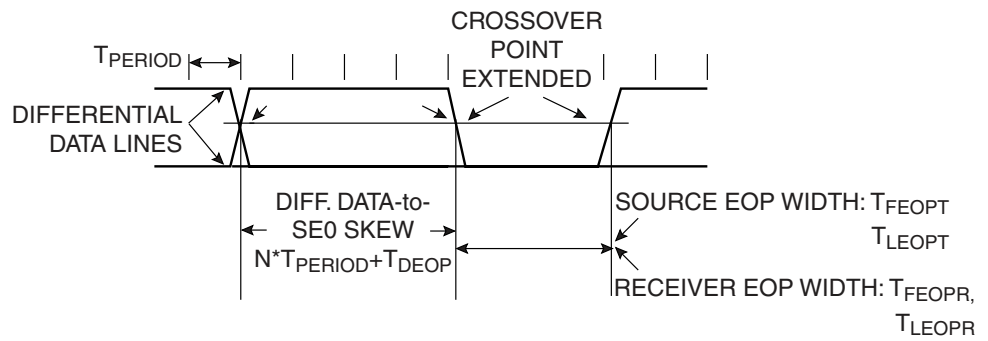 TPERIOD
CROSSOVER
POINT
EXTENDED
DIFFERENTIAL
DATA LINES
DIFF. DATA-to-
SE0 SKEW
N*TPERIOD+TDEOP
SOURCE EOP WIDTH: TFEOPT
TLEOPT
RECEIVER EOP WIDTH: TFEOPR,
TLEOPR